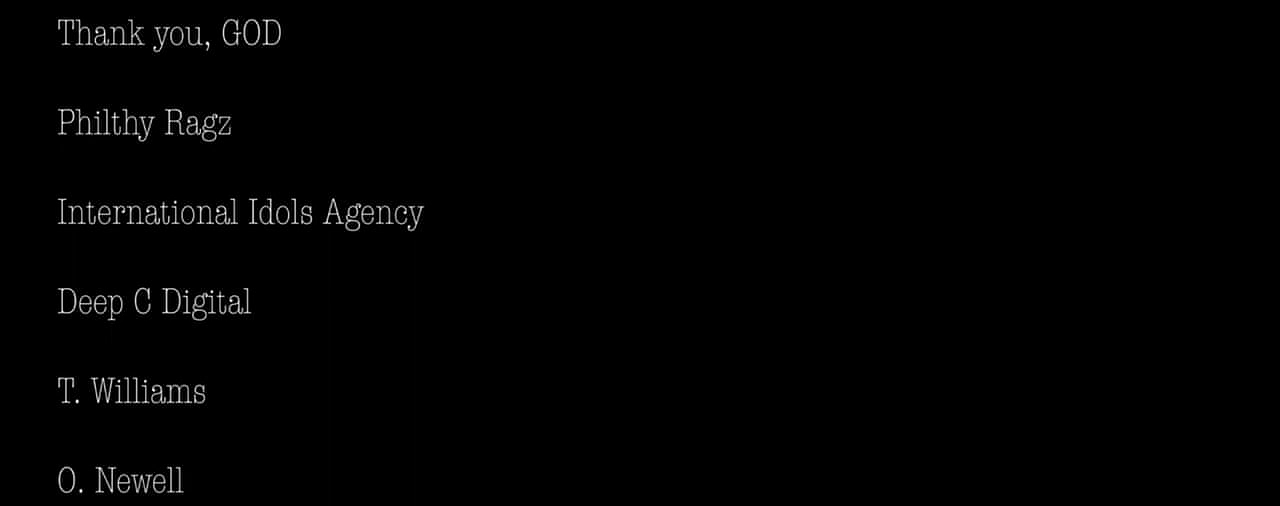 Thank you, GOD
Philthy Ragz
International Idols Agency
Deep C Digital
T. Williams
O. Newell